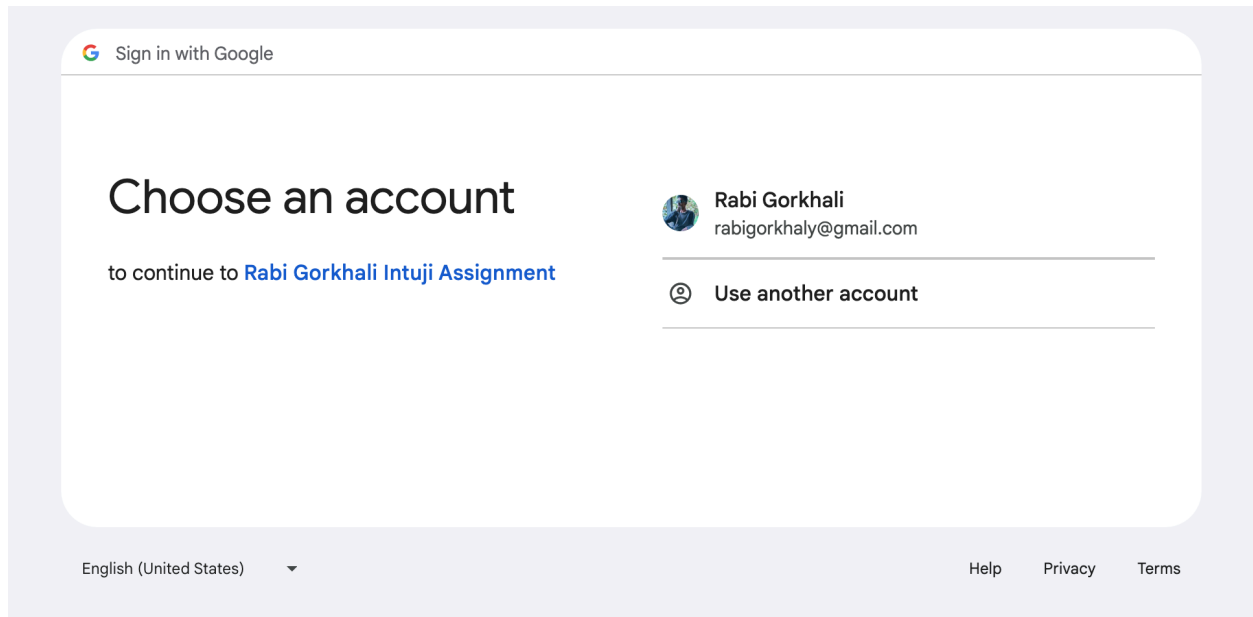 Sign in with Google
Choose an account
to continue to Rabi Gorkhali Intuji Assignment
Rabi Gorkhali
rabigorkhaly@gmail.com
Use another account
English (United States)
Help Privacy Terms